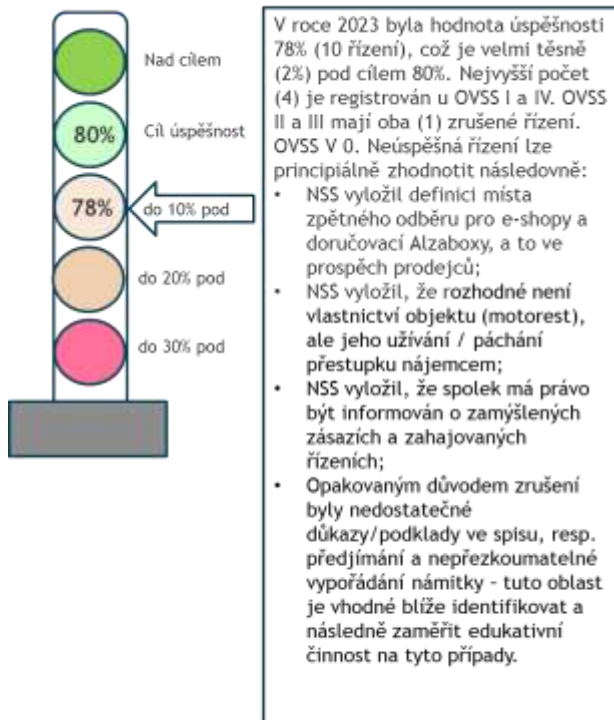 Nad cílem
80%
Cíl úspěšnost
78%
do 10% pod
do 20% pod
do 30% pod
V roce 2023 byla hodnota úspěšnosti
78% (10 řízení), což je velmi těsně
(2%) pod cílem 80%. Nejvyšší počet
(4) je registrován u OVSS I a IV. OVSS
II a III mají oba (1) zrušené řízení.
OVSS V 0. Neúspěšná řízení lze
principiálně zhodnotit následovně:
• NSS vyložil definici místa
zpětného odběru pro e-shopy a
doručovací Alzaboxy, a to ve
prospěch prodejců;
• NSS vyložil, že rozhodné není
vlastnictví objektu (motorest),
ale jeho užívání / páchání
přestupku nájemcem;
• NSS vyložil, že spolek má právo
být informován o zamýšlených
zásazích a zahajovaných
řízeních;
• Opakovaným důvodem zrušení
byly nedostatečné
důkazy/podklady ve spisu, resp.
předjímání a nepřezkoumatelné
vypořádání námitky - tuto oblast
je vhodné blíže identifikovat a
následně zaměřit edukativní
činnost na tyto případy.